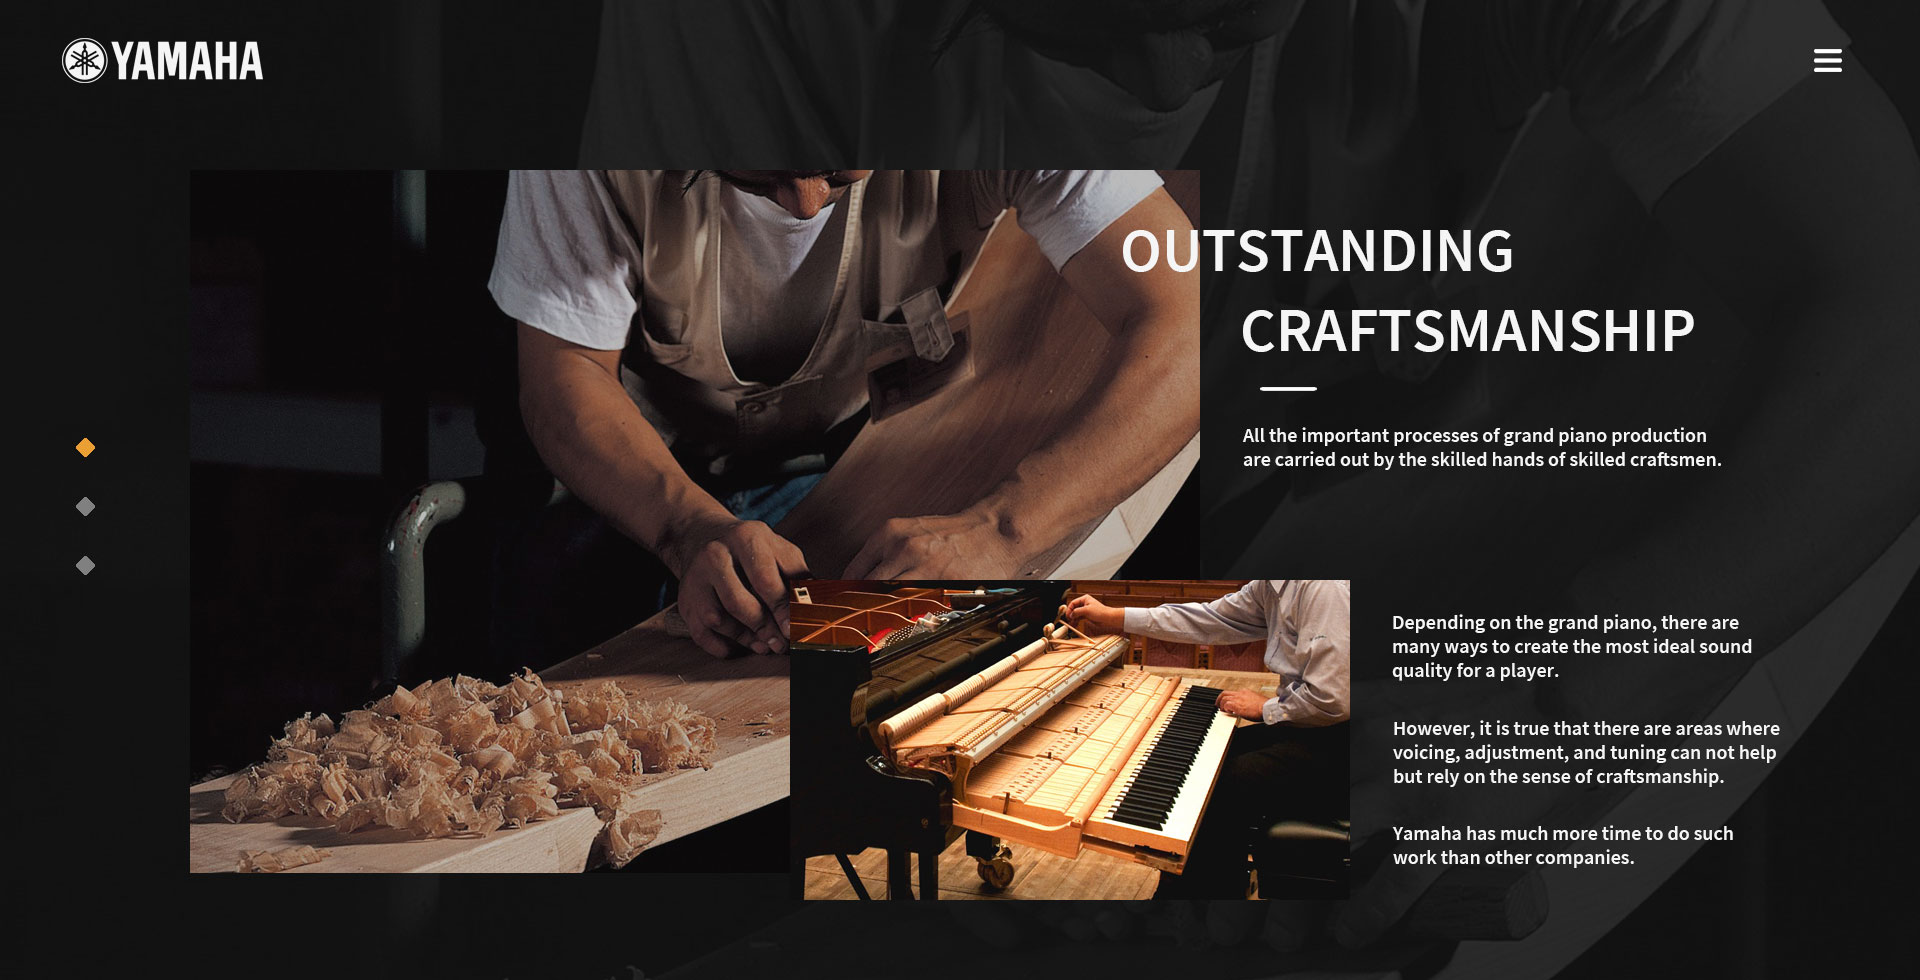 YAMAHA
OUTSTANDING
CRAFTSMANSHIP
All the important processes of grand piano production
are carried out by the skilled hands of skilled craftsmen.
Depending on the grand piano, there are
many ways to create the most ideal sound
quality for a player.
However, it is true that there are areas where
voicing, adjustment, and tuning can not help
but rely on the sense of craftsmanship.
Yamaha has much more time to do such
work than other companies.